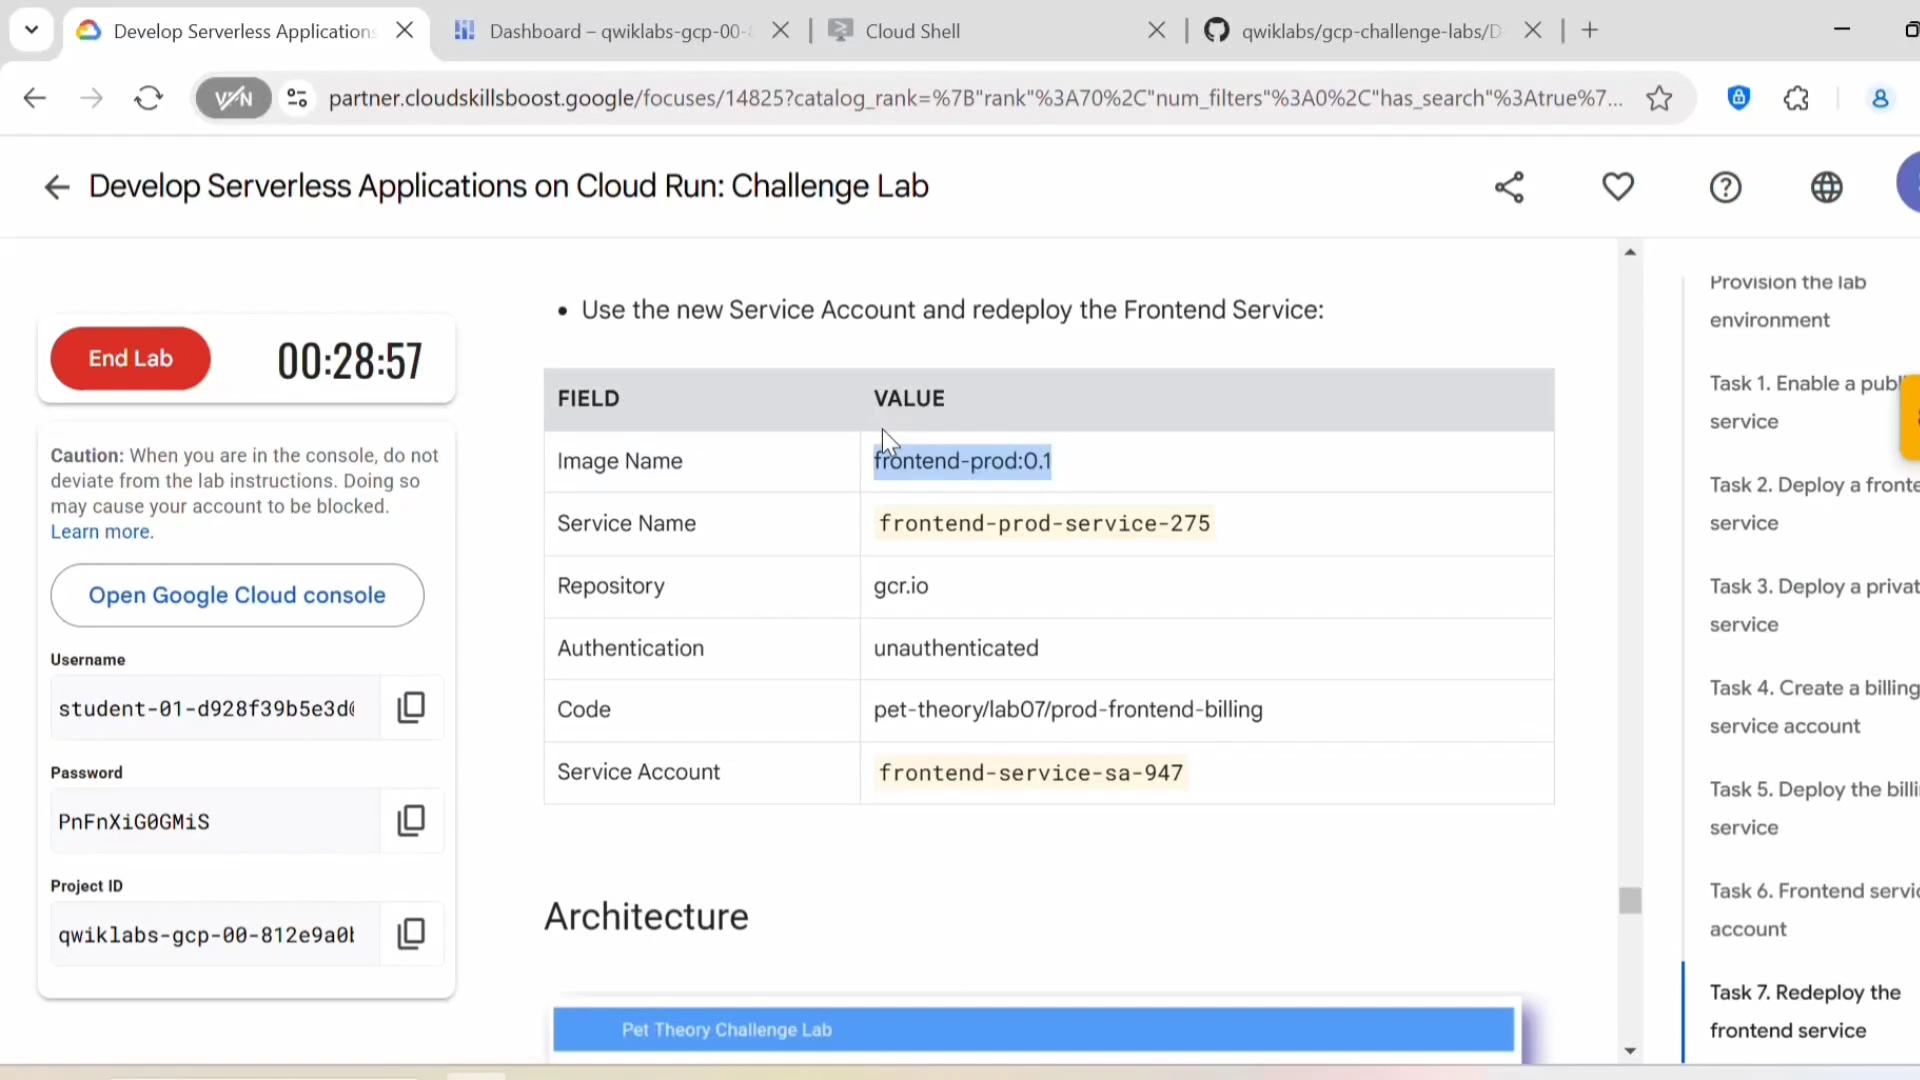 Develop Serverless Applications
Dashboard – qwiklabs-gcp-00-
Cloud Shell
qwiklabs/gcp-challenge-labs/D
VPN
partner.cloudskillsboost.google/focuses/14825?catalog_rank=%7B"rank"%3A70%2C"num_filters"%3A0%2C"has_search"%3Atrue%7...
Develop Serverless Applications on Cloud Run: Challenge Lab
End Lab
00:28:57
Caution: When you are in the console, do not
deviate from the lab instructions. Doing so
may cause your account to be blocked.
Learn more.
Open Google Cloud console
Username
student-01-d928f39b5e3d
Password
PnFnXiG0GMiS
Project ID
qwiklabs-gcp-00-812e9a0
• Use the new Service Account and redeploy the Frontend Service:
FIELD VALUE
Image Name frontend-prod:0.1
Service Name frontend-prod-service-275
Repository gcr.io
Authentication unauthenticated
Code pet-theory/lab07/prod-frontend-billing
Service Account frontend-service-sa-947
Architecture
Pet Theory Challenge Lab
Provision the lab
environment
Task 1. Enable a publ
service
Task 2. Deploy a fronte
service
Task 3. Deploy a privat
service
Task 4. Create a billing
service account
Task 5. Deploy the billi
service
Task 6. Frontend servic
account
Task 7. Redeploy the
frontend service